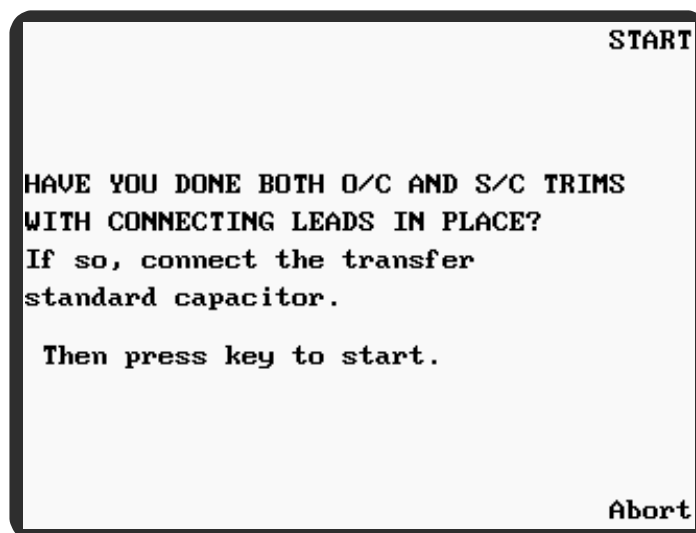 START
HAVE YOU DONE BOTH O/C AND S/C TRIMS
WITH CONNECTING LEADS IN PLACE?
If so, connect the transfer
standard capacitor.
Then press key to start.
Abort